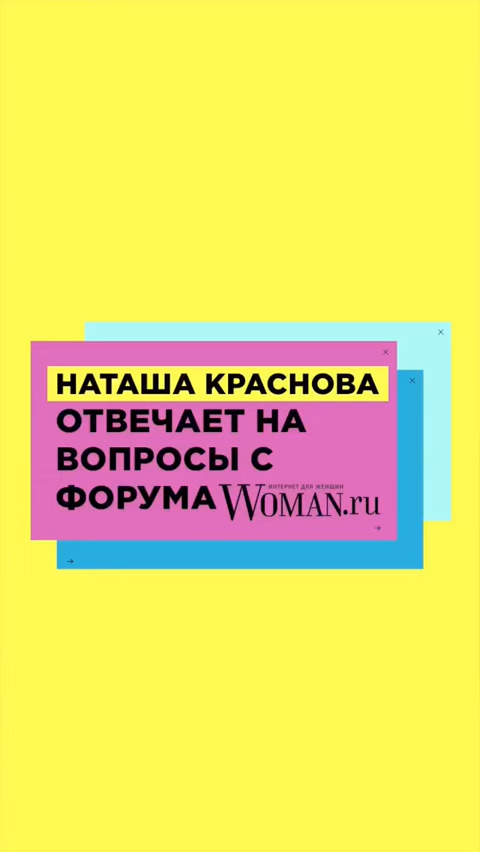 НАТАША КРАСНОВА
ОТВЕЧАЕТ НА
ВОПРОСЫ С
ИНТЕРНЕТ ДЛЯ ЖЕНЩИН
ФОРУМА WOMAN.ru